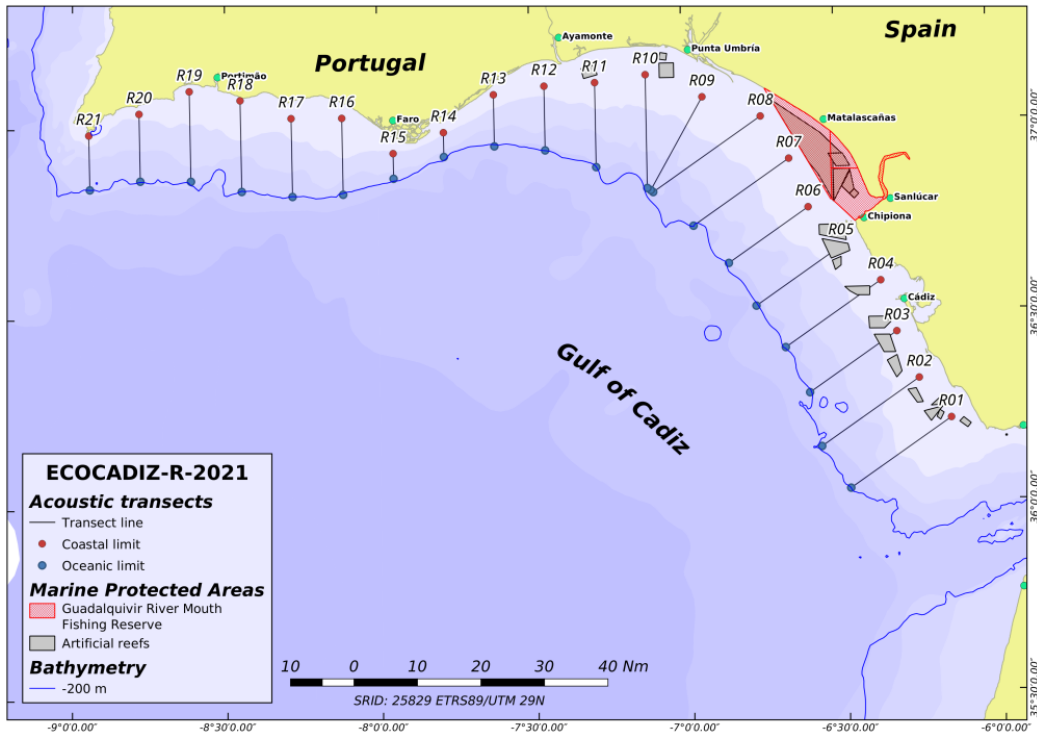 Spain
Portugal
Ayamonte
Punta Umbría
R19
Portimão
R18
R20
R17
R16
R21
Faro
R15
R14
R13
R12
R11
R10
R09
R08
Matalascañas
R07
R06
Sanlúcar
Chipiona
R05
R04
Cádiz
R03
R02
R01
Gulf of Cadiz
37°0'0.00"
36°30'0.00"
36°0'0.00"
35°30'0.00"
ECOCADIZ-R-2021
Acoustic transects
Transect line
Coastal limit
Oceanic limit
Marine Protected Areas
Guadalquivir River Mouth
Fishing Reserve
Artificial reefs
Bathymetry
-200 m
10 0 10 20 30 40 Nm
SRID: 25829 ETRS89/UTM 29N
-9°0'0.00" -8°30'0.00" -8°0'0.00" -7°30'0.00" -7°0'0.00" -6°30'0.00" -6°0'0.00"